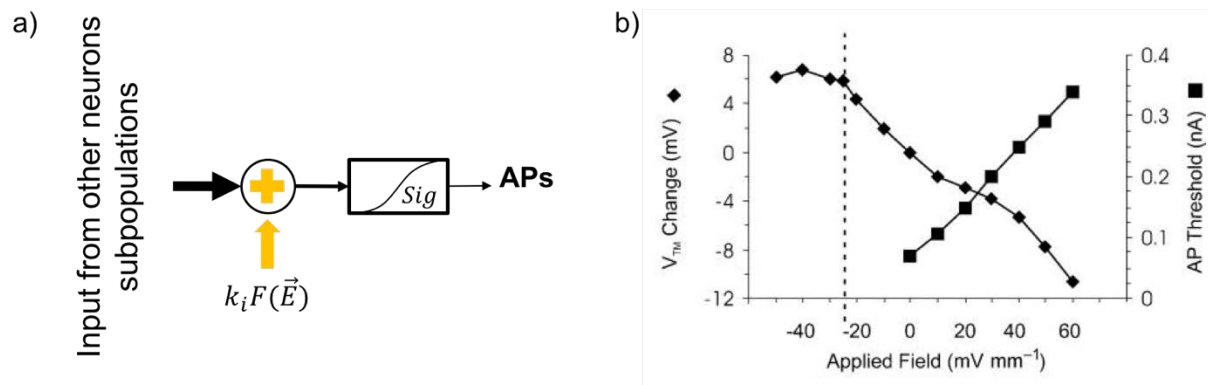 a)
Input from other neurons
subpopulations
Sig
APs
$k_i F(\vec{E})$
b)
8
4
0
-4
-8
-12
V_TM Change (mV)
0.4
0.3
0.2
0.1
0
AP Threshold (nA)
-40 -20 0 20 40 60
Applied Field (mV mm⁻¹)